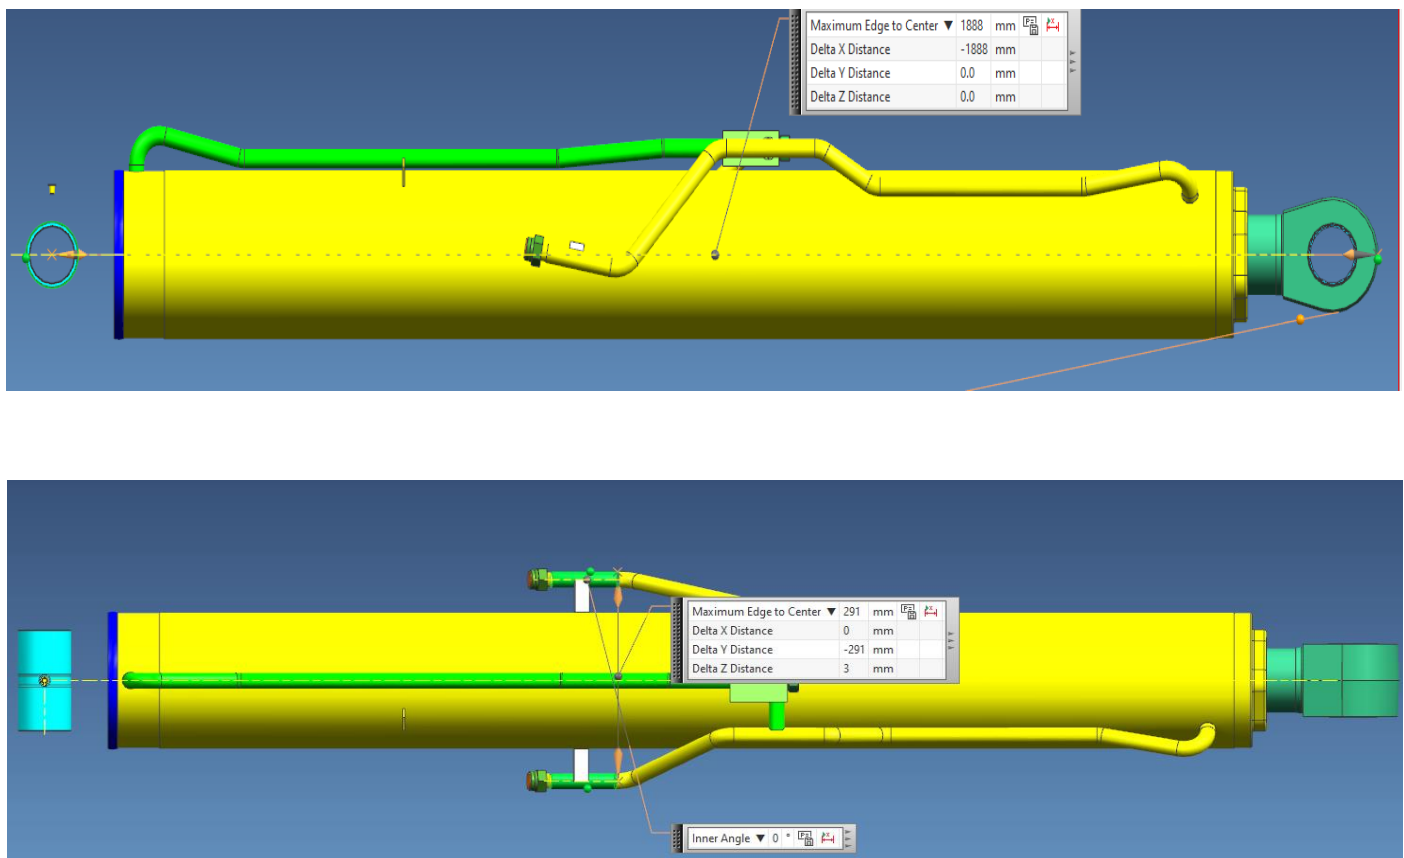 Maximum Edge to Center ▼ 1888 mm
Delta X Distance -1888 mm
Delta Y Distance 0.0 mm
Delta Z Distance 0.0 mm
Maximum Edge to Center ▼ 291 mm
Delta X Distance 0 mm
Delta Y Distance -291 mm
Delta Z Distance 3 mm
Inner Angle ▼ 0 °